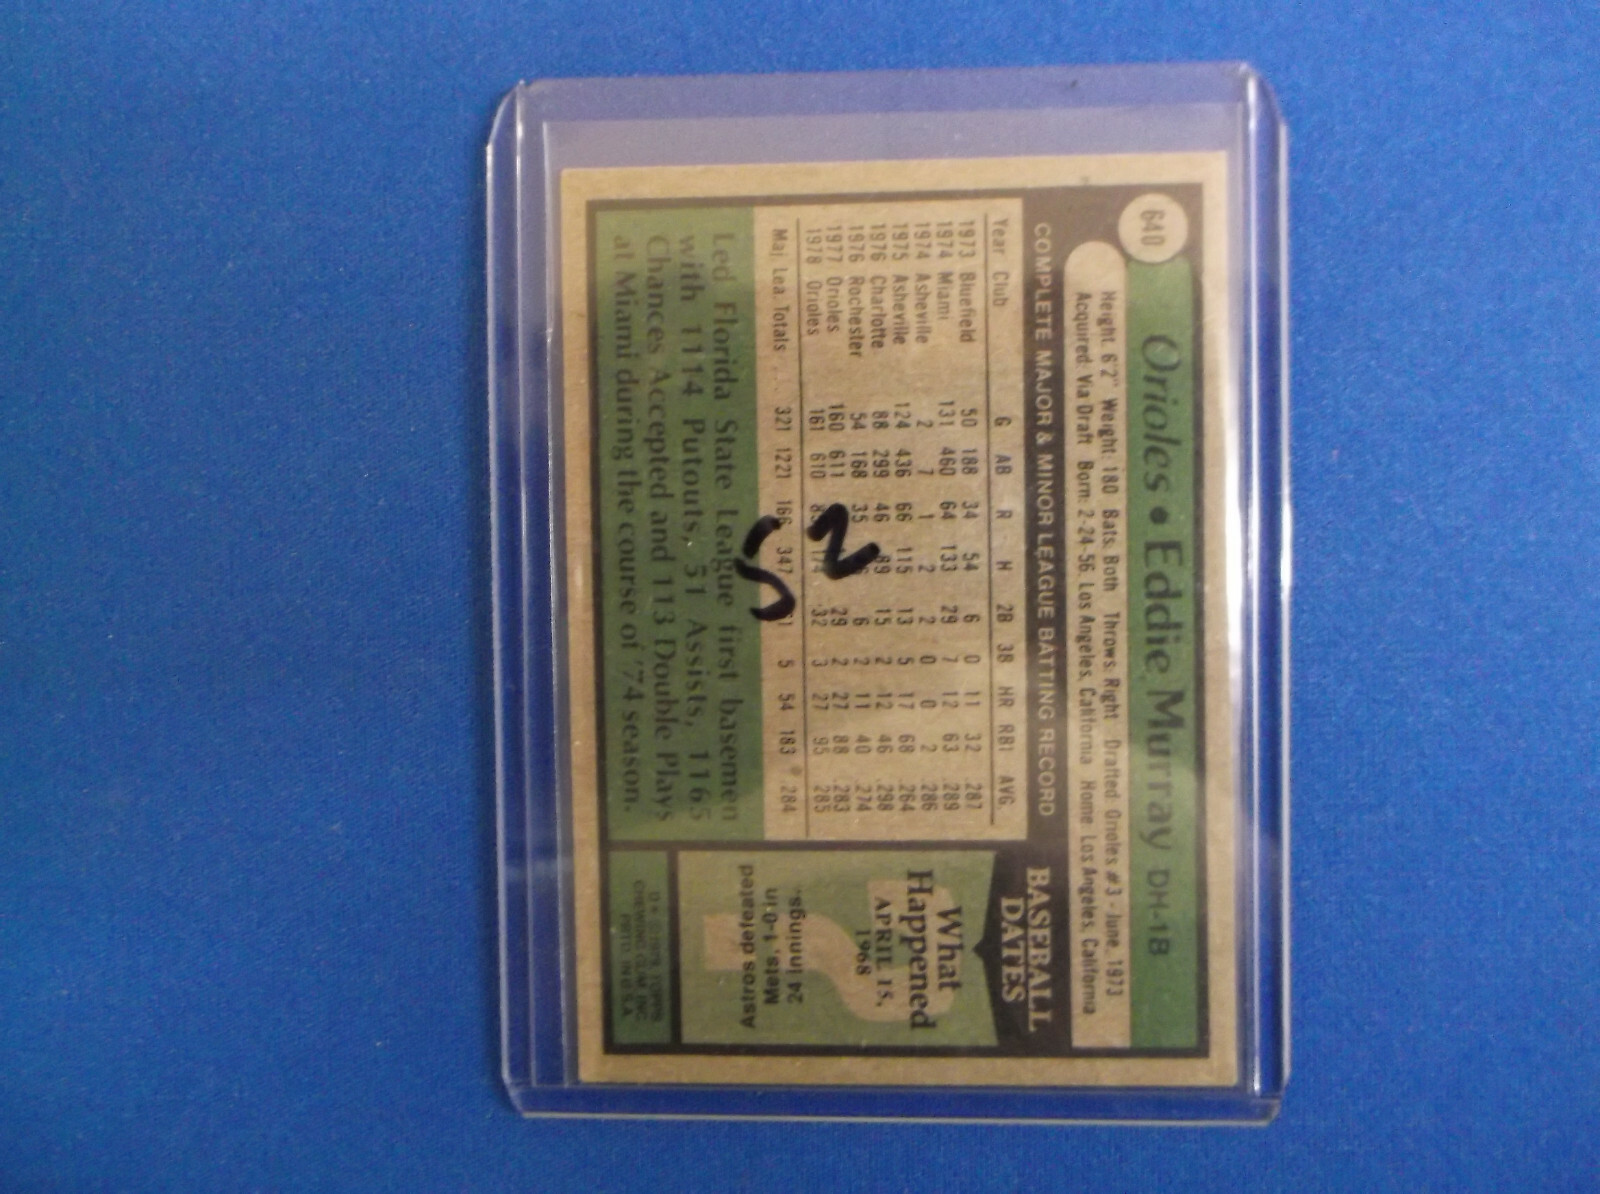 640
Orioles • Eddie Murray DH-1B
Height: 6'2" Weight: 180 Bats: Both Throws: Right Drafted: Orioles #3 - June, 1973
Acquired: Via Draft Born: 2-24-56, Los Angeles, California Home: Los Angeles, California
COMPLETE MAJOR & MINOR LEAGUE BATTING RECORD
Year Club G AB R H 2B 3B HR RBI AVG.
1973 Bluefield 50 188 34 54 6 0 11 32 .287
1974 Miami 131 460 64 133 29 7 12 63 .289
1974 Asheville 2 7 1 2 2 0 0 2 .286
1975 Asheville 124 436 66 115 13 5 17 68 .264
1976 Charlotte 88 299 46 89 15 2 12 46 .298
1976 Rochester 54 168 35 6 2 11 40 .274
1977 Orioles 160 611 29 2 27 88 .283
1978 Orioles 161 610 174 32 3 27 95 .285
Maj. Lea. Totals 321 1221 166 347 61 5 54 183 .284
Led Florida State League first basemen
with 1114 Putouts, 51 Assists, 1165
Chances Accepted and 113 Double Plays
at Miami during the course of '74 season.
BASEBALL
DATES
What
Happened
APRIL 15,
1968
?
24 innings.
Mets, 1-0 in
Astros defeated
© 1979 TOPPS
CHEWING GUM, INC.
PRTD. IN U.S.A.